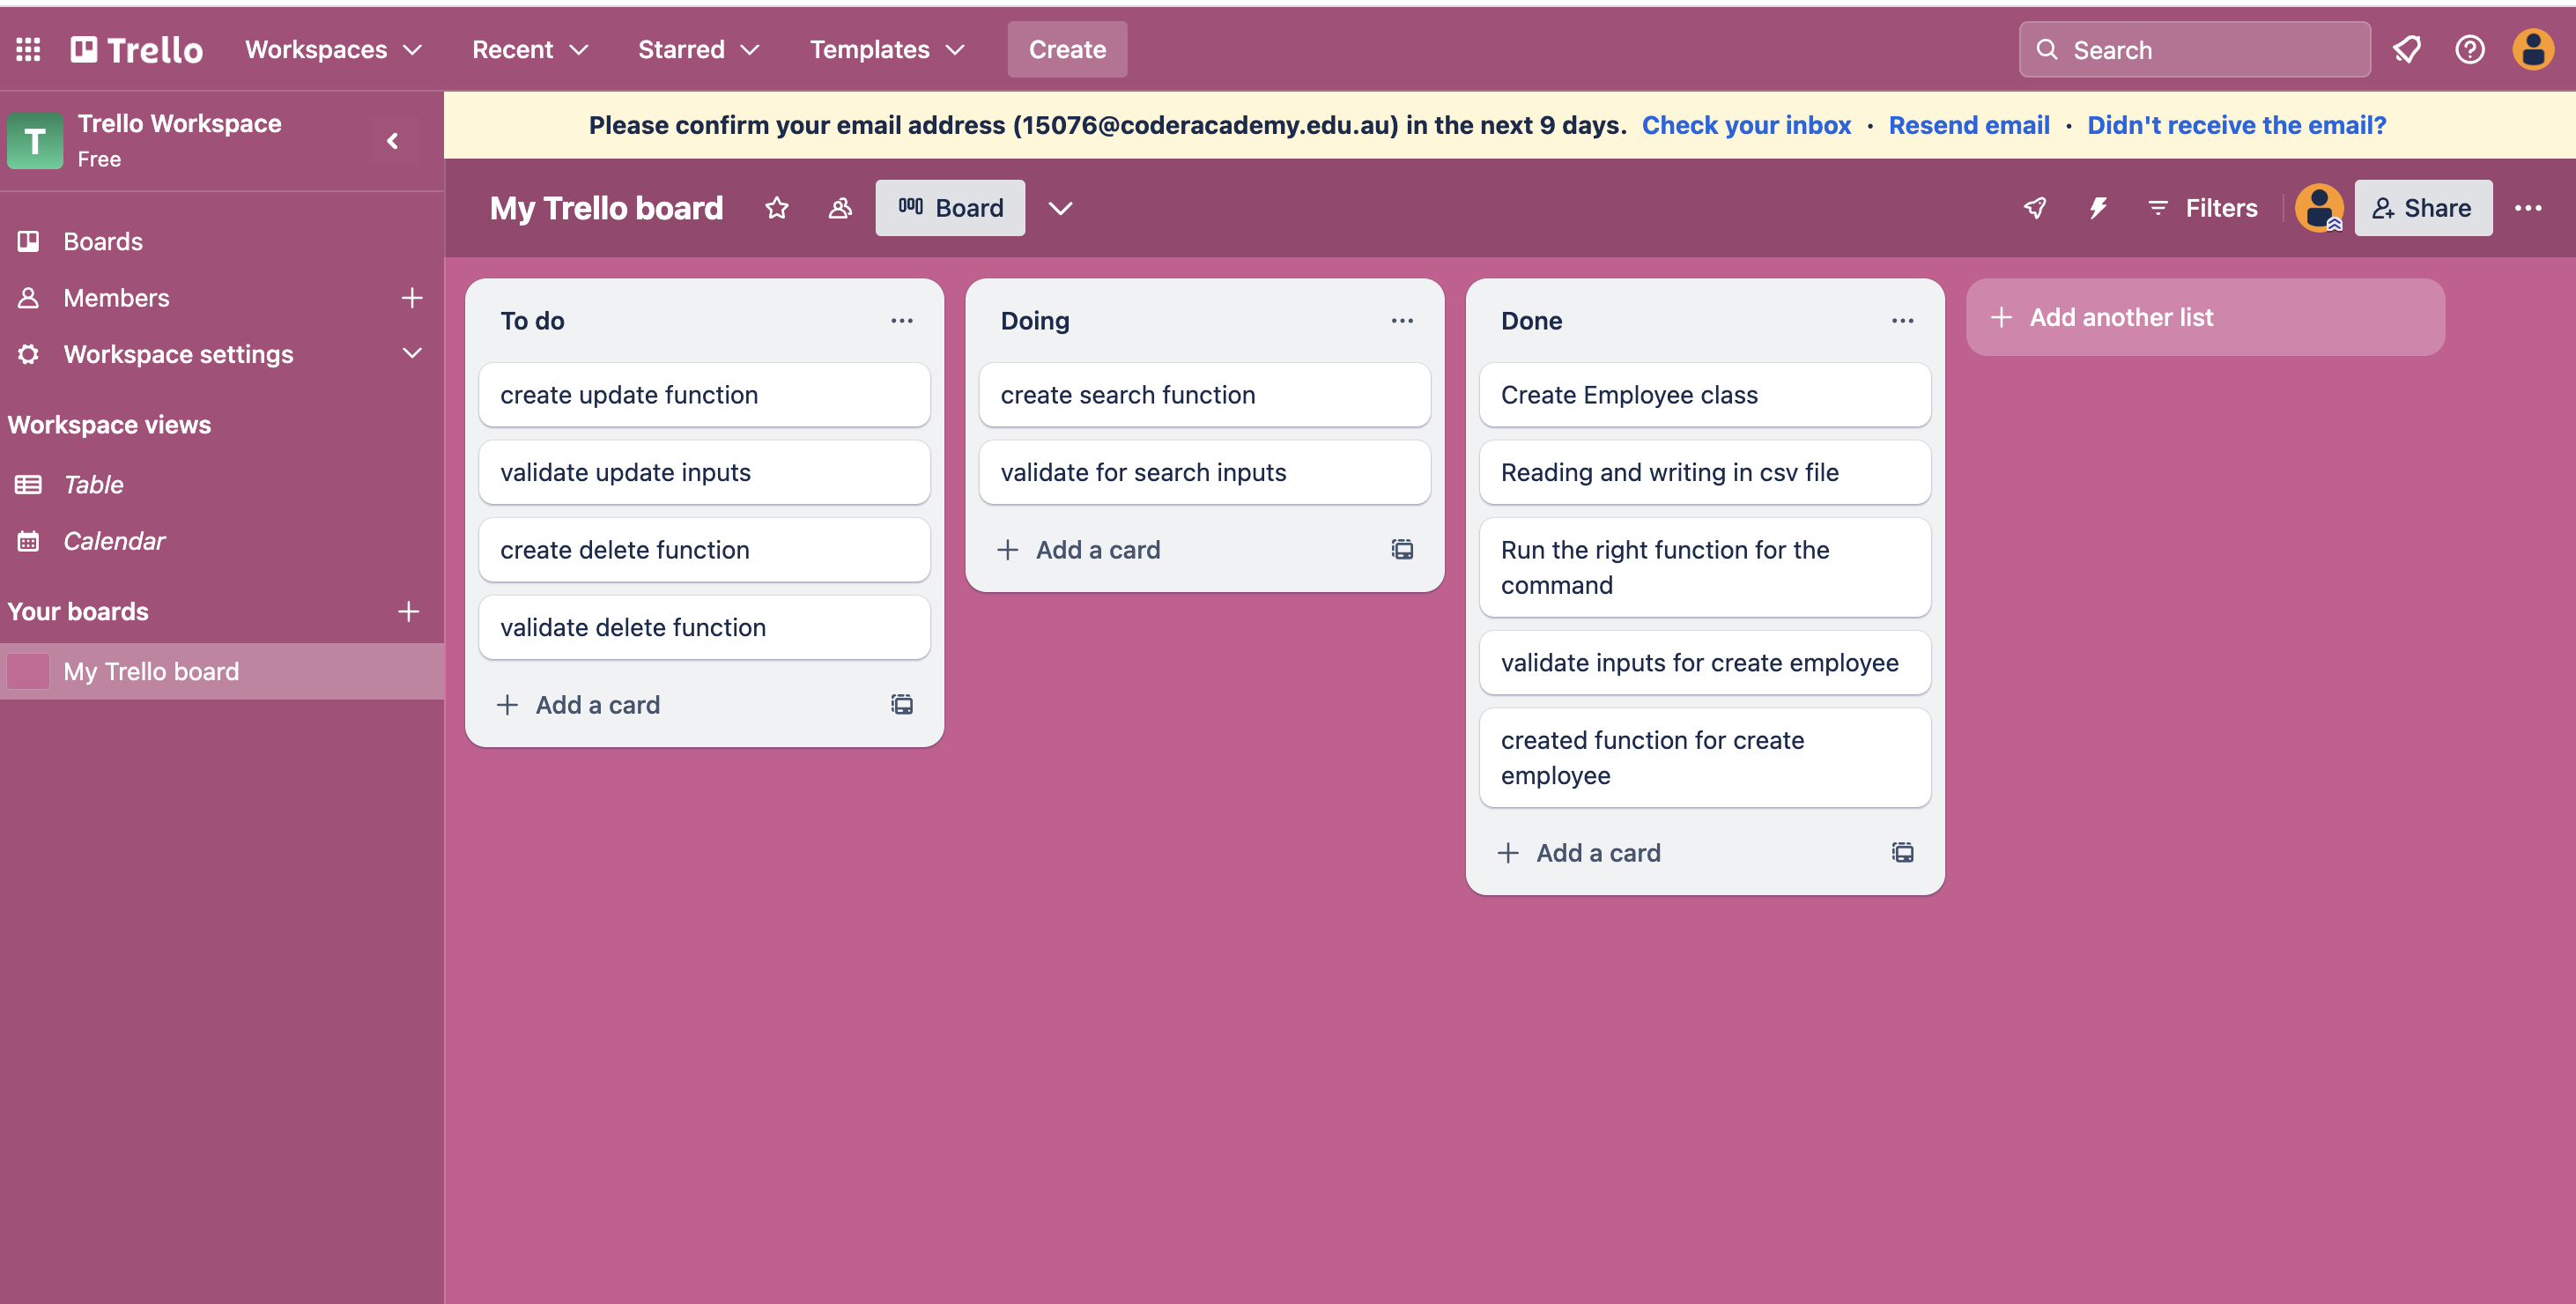 Trello Workspaces Recent Starred Templates Create Search
T Trello Workspace
Free
Please confirm your email address (15076@coderacademy.edu.au) in the next 9 days. Check your inbox · Resend email · Didn't receive the email?
My Trello board Board Filters Share
Boards
Members
Workspace settings
Workspace views
Table
Calendar
Your boards
My Trello board
To do
create update function
validate update inputs
create delete function
validate delete function
Add a card
Doing
create search function
validate for search inputs
Add a card
Done
Create Employee class
Reading and writing in csv file
Run the right function for the
command
validate inputs for create employee
created function for create
employee
Add a card
Add another list